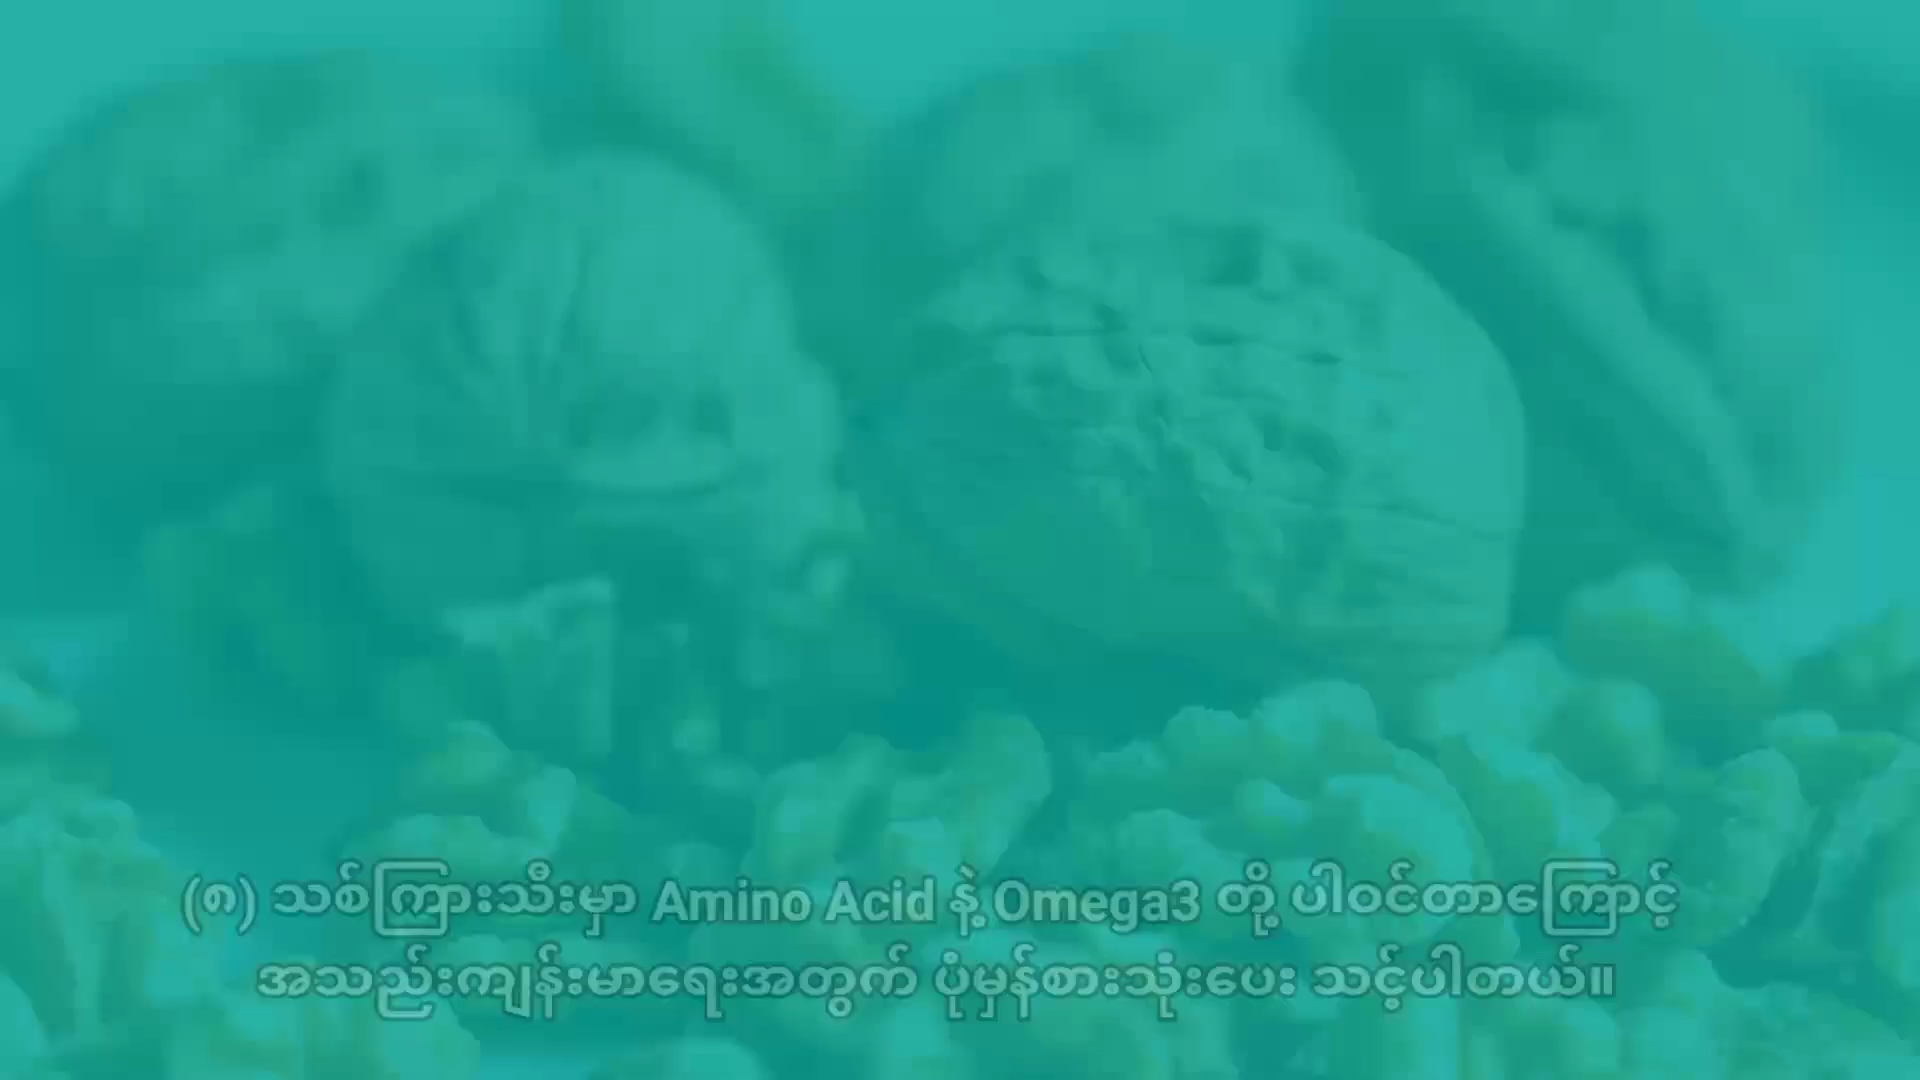 (၈) သစ်ကြားသီးမှာ Amino Acid နဲ့ Omega3 တို့ ပါဝင်တာကြောင့်
အသည်းကျန်းမာရေးအတွက် ပုံမှန်စားသုံးပေး သင့်ပါတယ်။